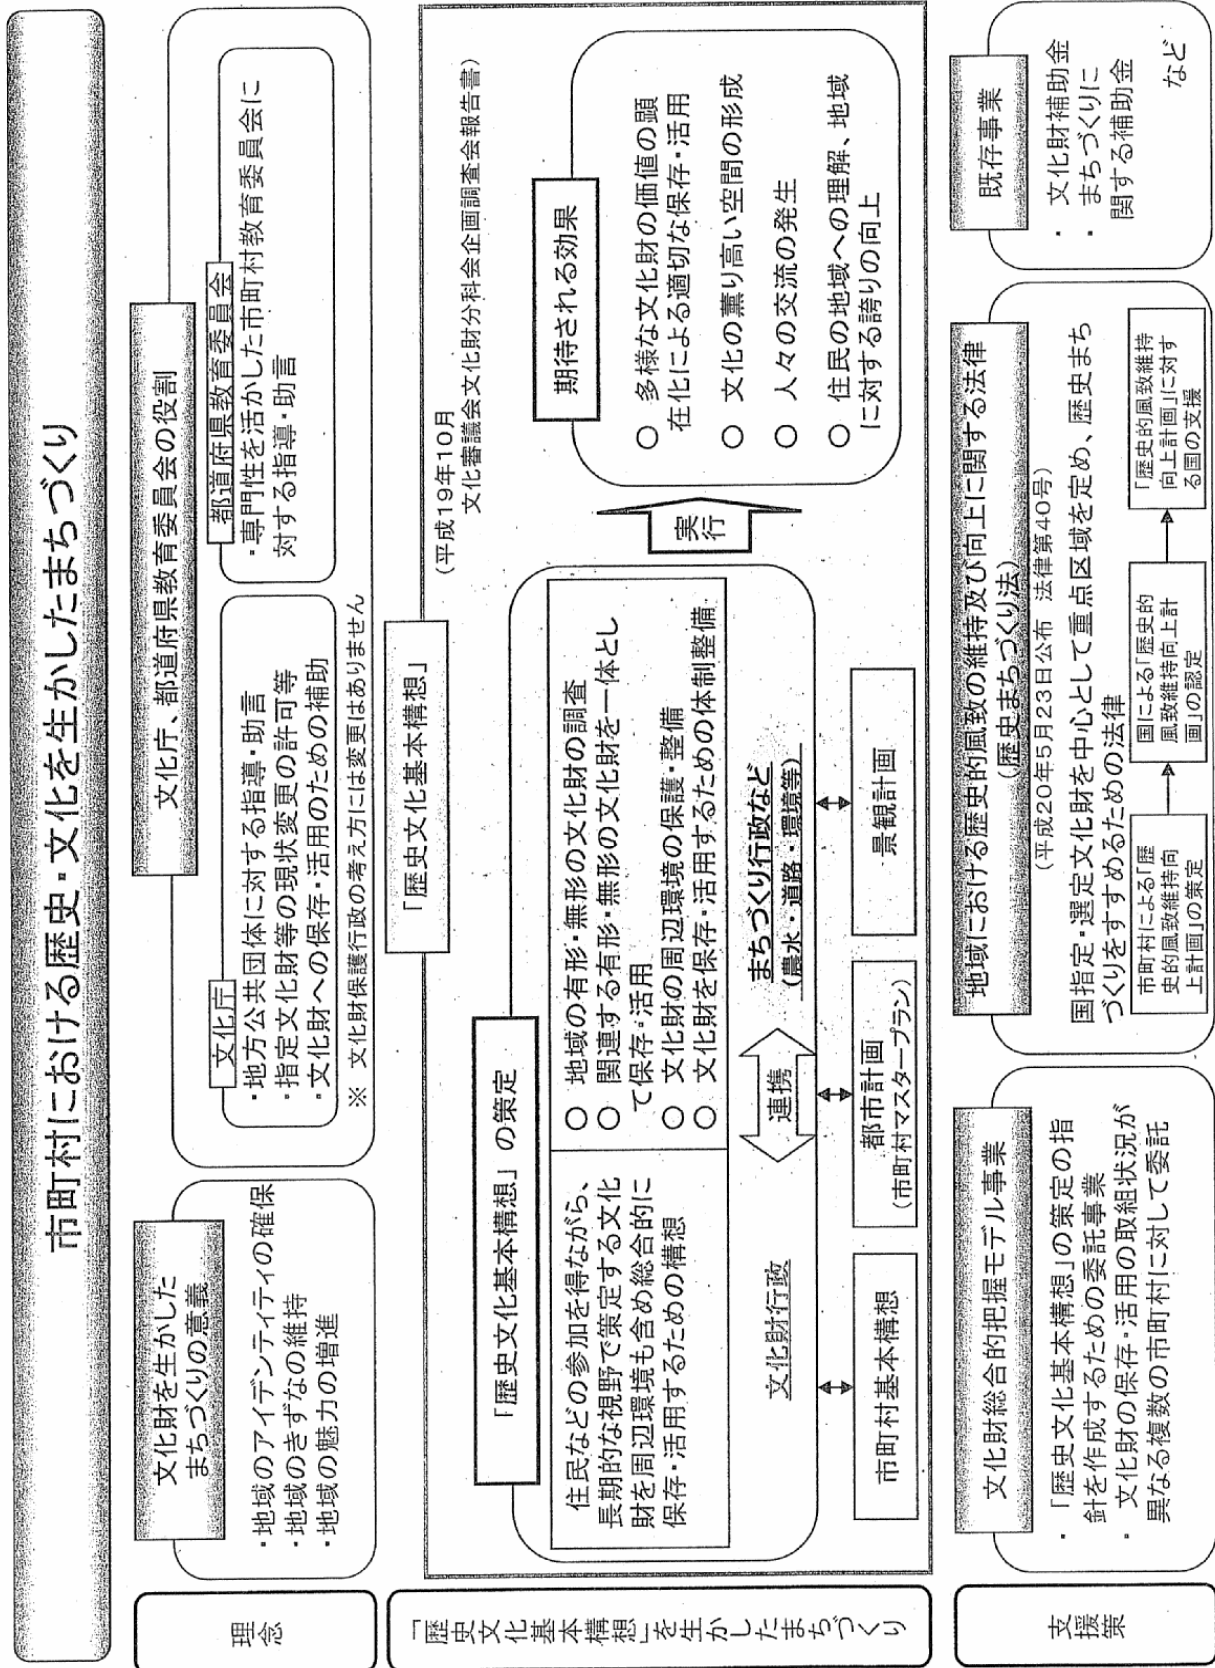 市町村における歴史・文化を生かしたまちづくり
理念
文化財を生かした
まちづくりの意義
・地域のアイデンティティの確保
・地域のきずなの維持
・地域の魅力の増進
文化庁、都道府県教育委員会の役割
文化庁
・地方公共団体に対する指導・助言
・指定文化財等の現状変更の許可等
・文化財への保存・活用のための補助
都道府県教育委員会
・専門性を活かした市町村教育委員会に
対する指導・助言
※ 文化財保護行政の考え方には変更はありません
「歴史文化基本構想」を生かしたまちづくり
「歴史文化基本構想」
(平成19年10月
文化審議会文化財分科会企画調査会報告書)
「歴史文化基本構想」の策定
住民などの参加を得ながら、
長期的な視野で策定する文化
財を周辺環境も含め総合的に
保存・活用するための構想
○ 地域の有形・無形の文化財の調査
○ 関連する有形・無形の文化財を一体とし
て保存・活用
○ 文化財の周辺環境の保護・整備
○ 文化財を保存・活用するための体制整備
文化財行政
連携
まちづくり行政など
(農水・道路・環境等)
市町村基本構想
都市計画
(市町村マスタープラン)
景観計画
実行
期待される効果
○ 多様な文化財の価値の顕
在化による適切な保存・活用
○ 文化の薫り高い空間の形成
○ 人々の交流の発生
○ 住民の地域への理解、地域
に対する誇りの向上
支援策
文化財総合的把握モデル事業
・「歴史文化基本構想」の策定の指
針を作成するための委託事業
・文化財の保存・活用の取組状況が
異なる複数の市町村に対して委託
地域における歴史的風致の維持及び向上に関する法律
(歴史まちづくり法)
(平成20年5月23日公布 法律第40号)
国指定・選定文化財を中心として重点区域を定め、歴史まち
づくりをすすめるための法律
市町村による「歴
史的風致維持向
上計画」の策定
国による「歴史的
風致維持向上計
画」の認定
「歴史的風致維持
向上計画」に対す
る国の支援
既存事業
・ 文化財補助金
・ まちづくりに
関する補助金
など